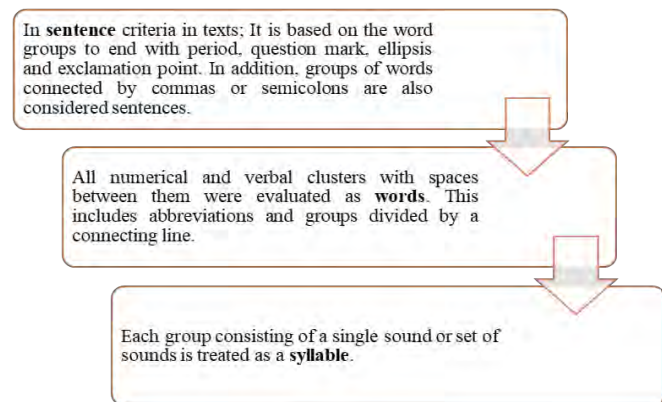 In sentence criteria in texts; It is based on the word
groups to end with period, question mark, ellipsis
and exclamation point. In addition, groups of words
connected by commas or semicolons are also
considered sentences.
All numerical and verbal clusters with spaces
between them were evaluated as words. This
includes abbreviations and groups divided by a
connecting line.
Each group consisting of a single sound or set of
sounds is treated as a syllable.